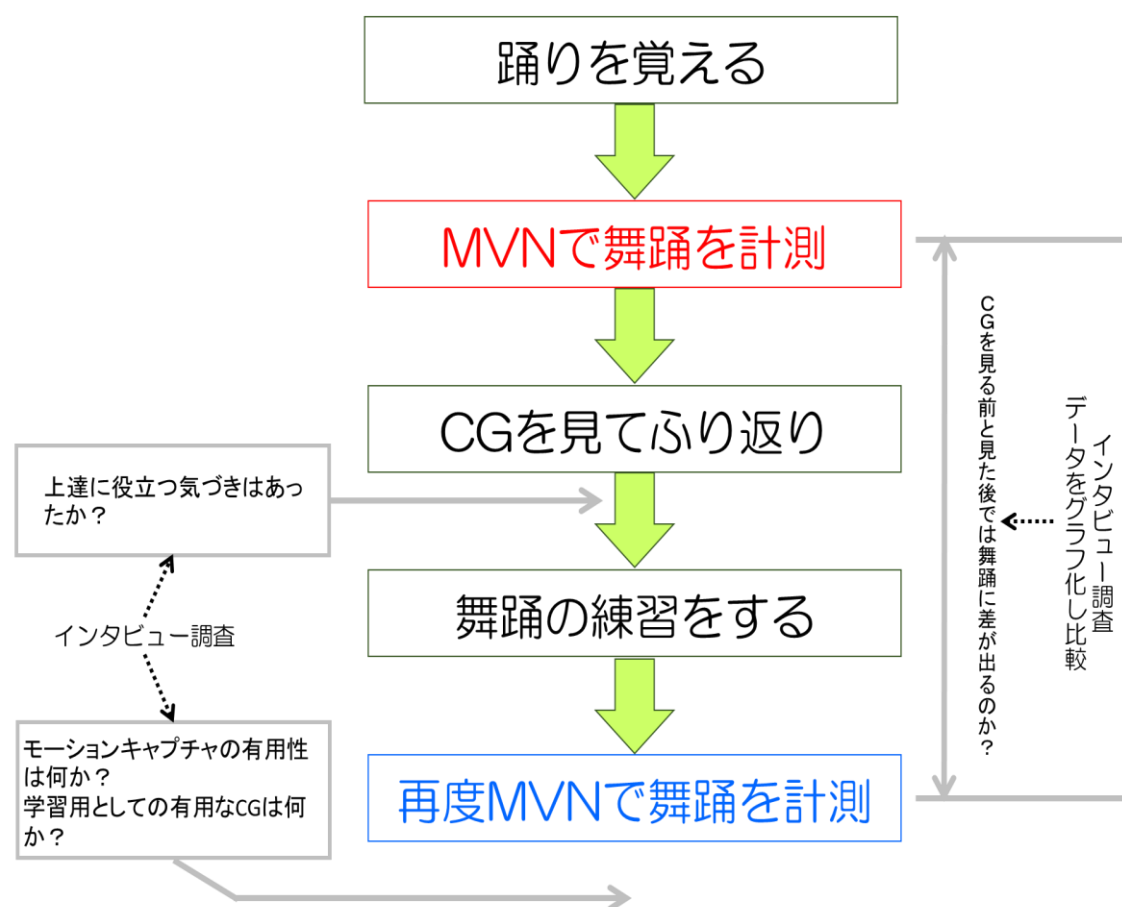 踊りを覚える
MVNで舞踊を計測
CGを見てふり返り
上達に役立つ気づきはあっ
たか？
舞踊の練習をする
インタビュー調査
モーションキャプチャの有用性
は何か？
学習用としての有用なCGは何
か？
再度MVNで舞踊を計測
CGを見る前と見た後では舞踊に差が出るのか？
インタビュー調査
データをグラフ化し比較